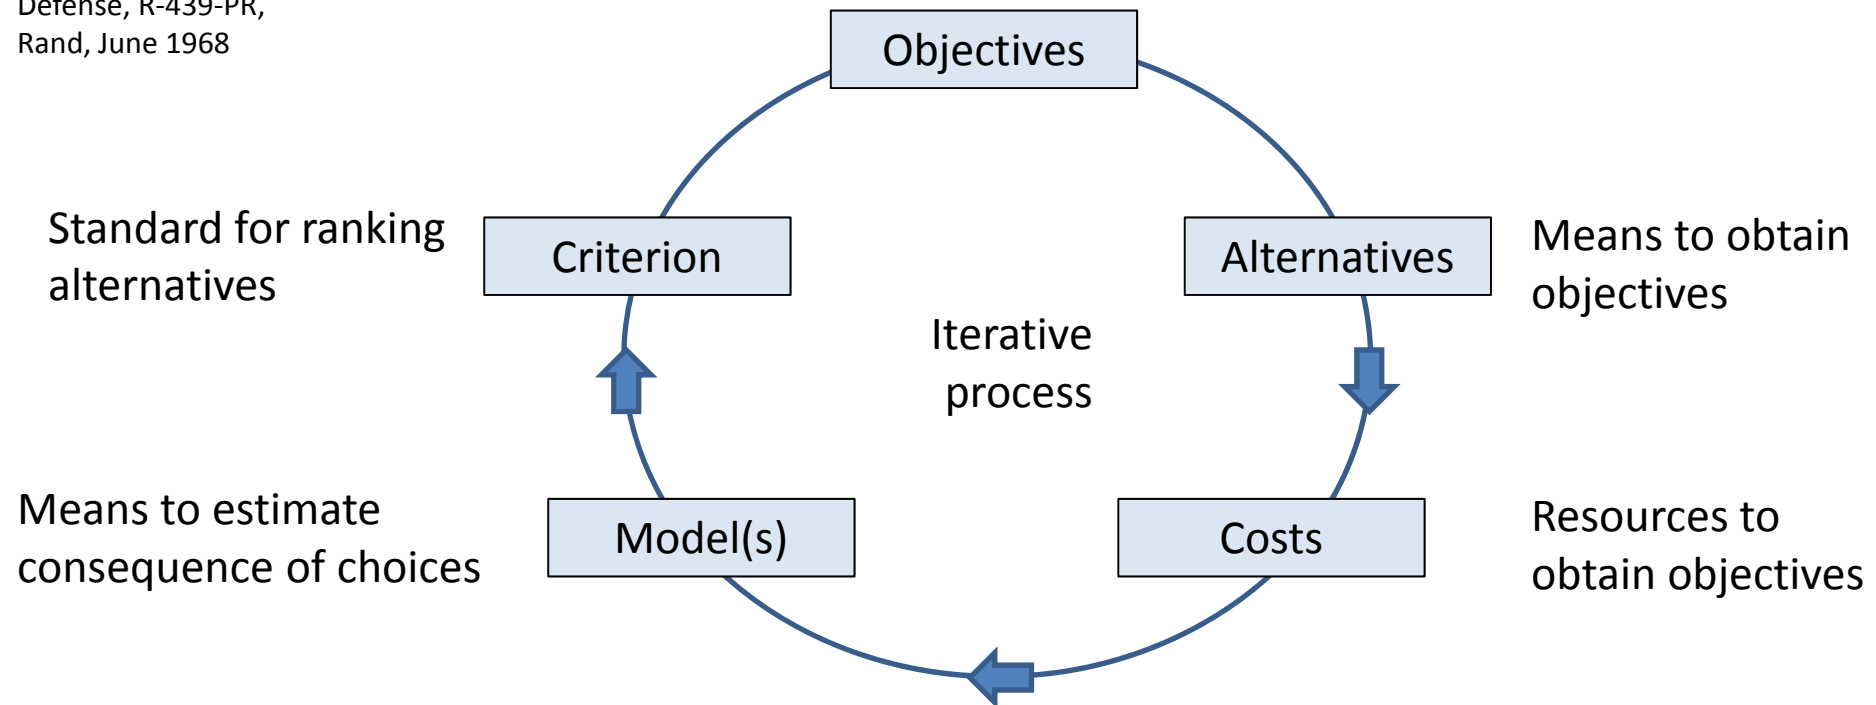 Defense, R-439-PR,
Rand, June 1968
Objectives
Standard for ranking
alternatives
Criterion
Alternatives
Means to obtain
objectives
Iterative
process
Means to estimate
consequence of choices
Model(s)
Costs
Resources to
obtain objectives